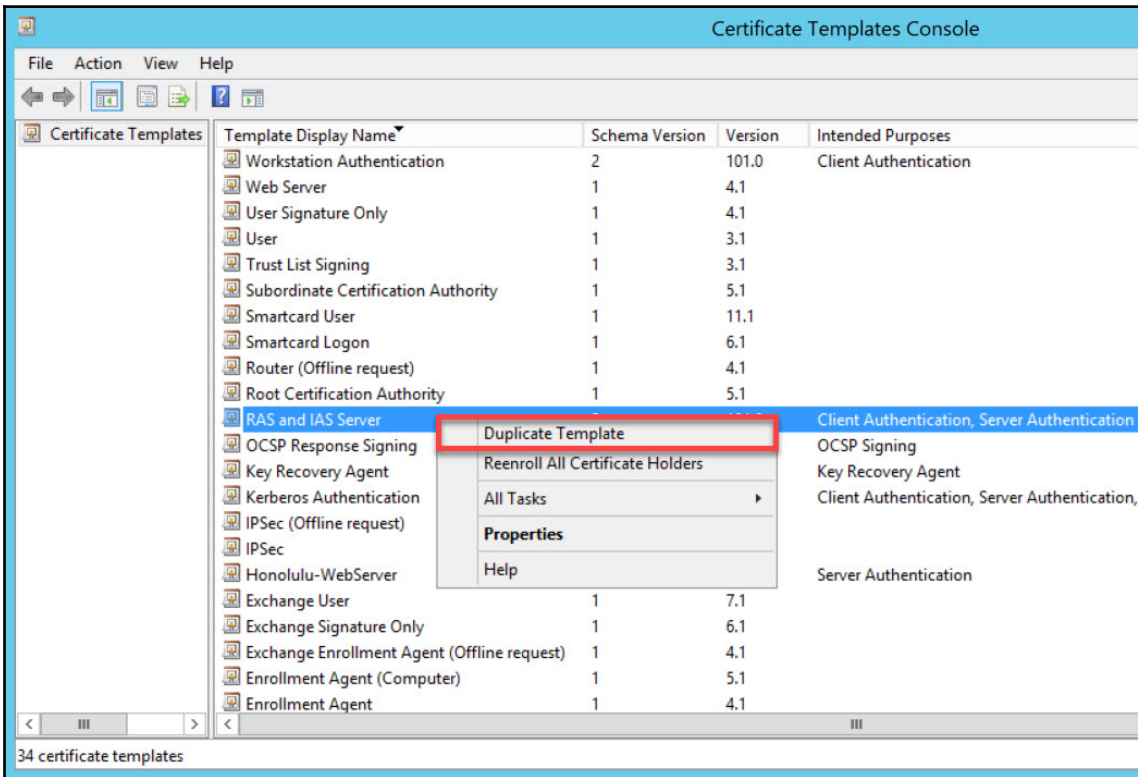 Certificate Templates Console
File Action View Help
Certificate Templates
Template Display Name Schema Version Version Intended Purposes
Workstation Authentication 2 101.0 Client Authentication
Web Server 1 4.1
User Signature Only 1 4.1
User 1 3.1
Trust List Signing 1 3.1
Subordinate Certification Authority 1 5.1
Smartcard User 1 11.1
Smartcard Logon 1 6.1
Router (Offline request) 1 4.1
Root Certification Authority 1 5.1
RAS and IAS Server Client Authentication, Server Authentication
Duplicate Template
OCSP Response Signing OCSP Signing
Reenroll All Certificate Holders
Key Recovery Agent Key Recovery Agent
All Tasks
Kerberos Authentication Client Authentication, Server Authentication,
IPSec (Offline request)
Properties
IPSec
Help
Honolulu-WebServer Server Authentication
Exchange User 1 7.1
Exchange Signature Only 1 6.1
Exchange Enrollment Agent (Offline request) 1 4.1
Enrollment Agent (Computer) 1 5.1
Enrollment Agent 1 4.1
34 certificate templates